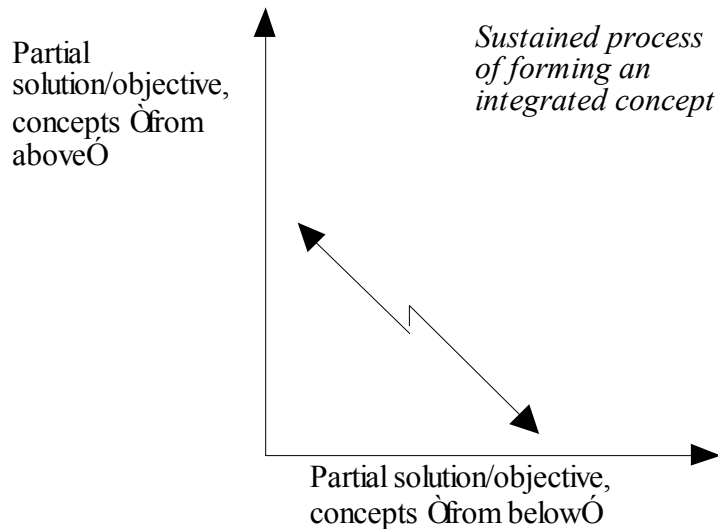 Partial
solution/objective,
concepts Òfrom
aboveÓ
Sustained process
of forming an
integrated concept
Partial solution/objective,
concepts Òfrom belowÓ